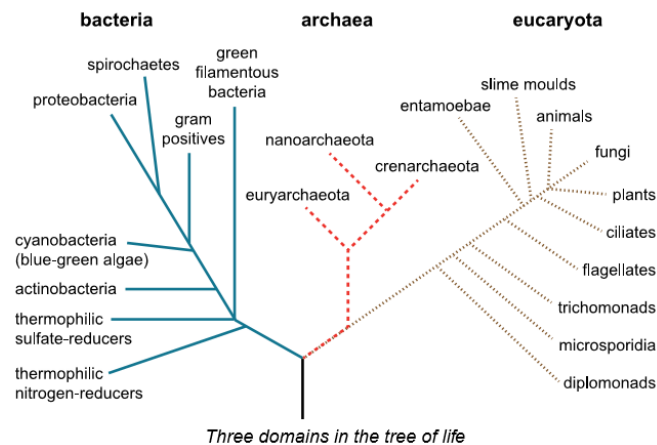 bacteria
archaea
eucaryota
spirochaetes
proteobacteria
green
filamentous
bacteria
gram
positives
cyanobacteria
(blue-green algae)
actinobacteria
thermophilic
sulfate-reducers
thermophilic
nitrogen-reducers
nanoarchaeota
crenarchaeota
euryarchaeota
slime moulds
entamoebae
animals
fungi
plants
ciliates
flagellates
trichomonads
microsporidia
diplomonads
Three domains in the tree of life